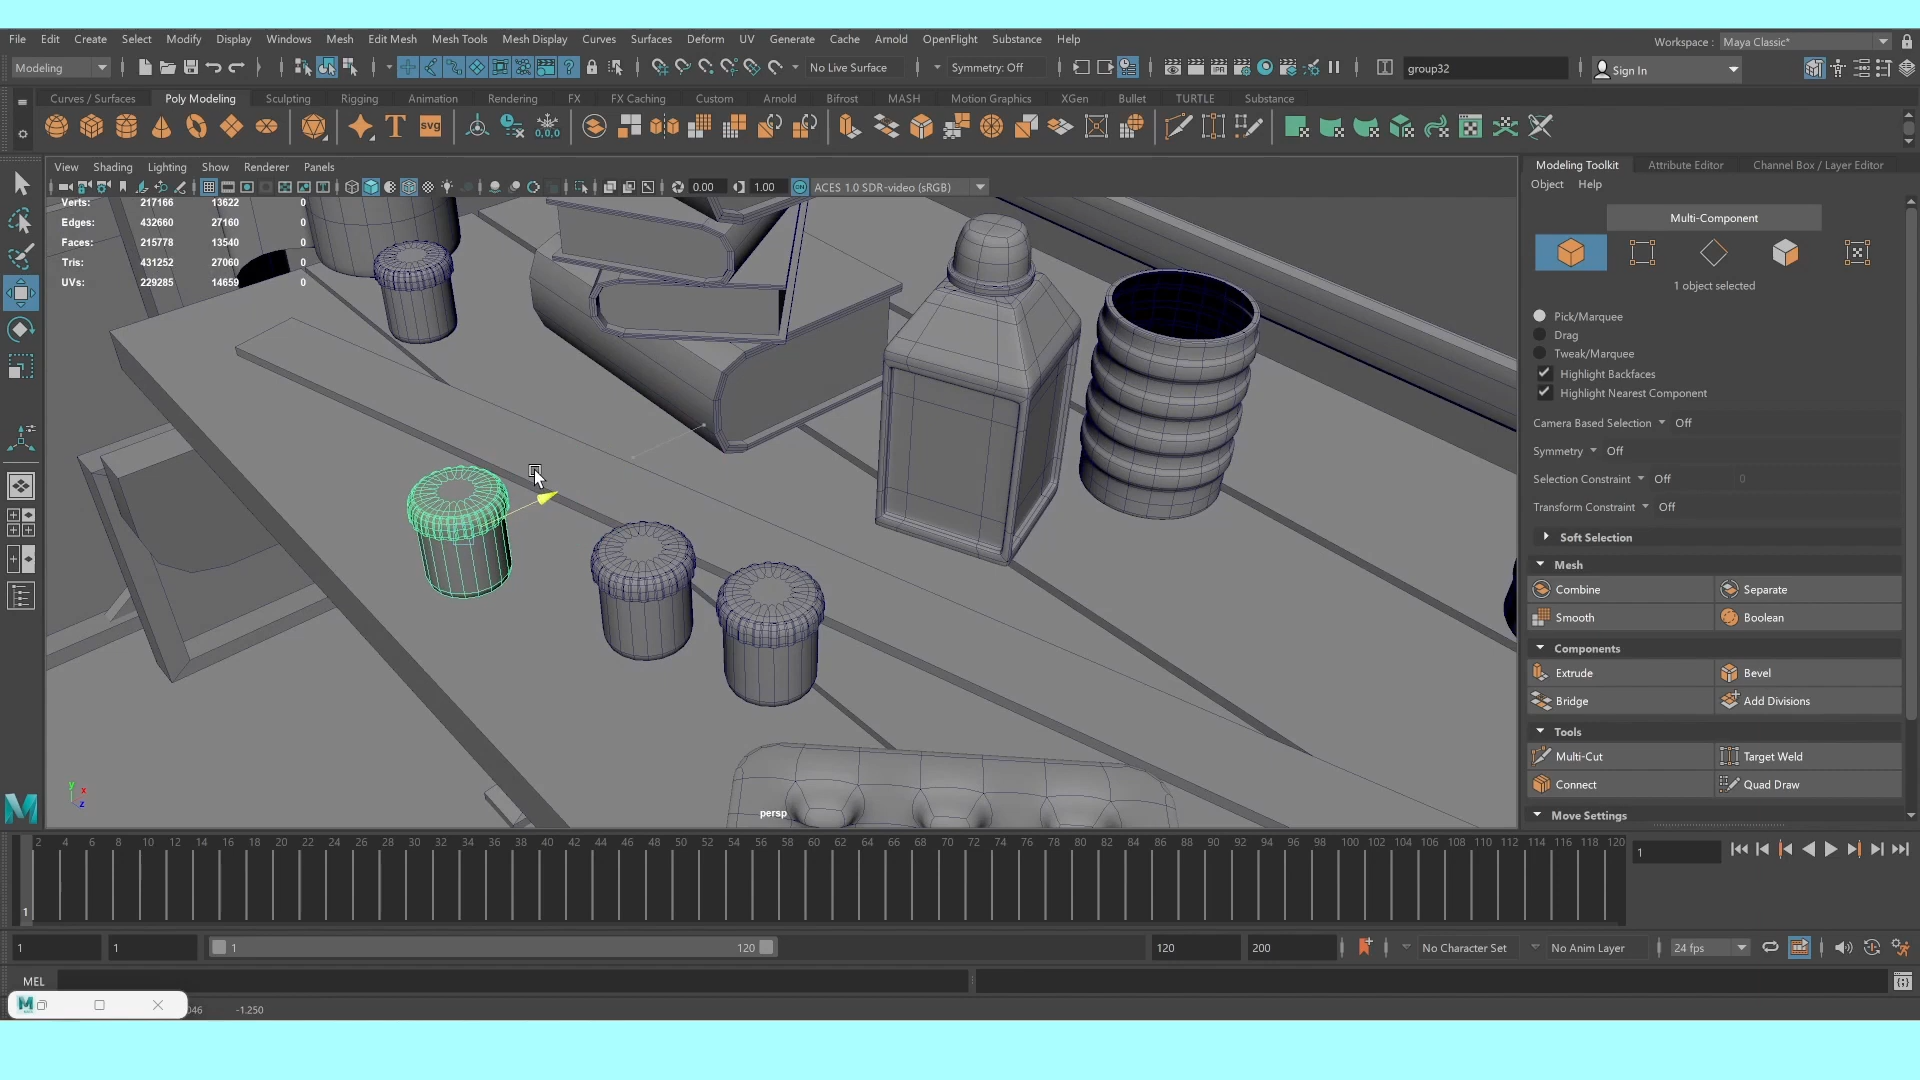 File Edit Create Select Modify Display Windows Mesh Edit Mesh Mesh Tools Mesh Display Curves Surfaces Deform UV Generate Cache Arnold OpenFlight Substance Help
Workspace : Maya Classic*
Modeling No Live Surface Symmetry: Off group32 Sign In
Curves / Surfaces Poly Modeling Sculpting Rigging Animation Rendering FX FX Caching Custom Arnold Bifrost MASH Motion Graphics XGen Bullet TURTLE Substance
svg 0,0,0
View Shading Lighting Show Renderer Panels
0.00 1.00 ACES 1.0 SDR-video (sRGB)
Verts: 217166 13622 0
Edges: 432660 27160 0
Faces: 215778 13540 0
Tris: 431252 27060 0
UVs: 229285 14659 0
persp
y x z
Modeling Toolkit Attribute Editor Channel Box / Layer Editor
Object Help
Multi-Component
1 object selected
Pick/Marquee
Drag
Tweak/Marquee
Highlight Backfaces
Highlight Nearest Component
Camera Based Selection Off
Symmetry Off
Selection Constraint Off 0
Transform Constraint Off
Soft Selection
Mesh
Combine Separate
Smooth Boolean
Components
Extrude Bevel
Bridge Add Divisions
Tools
Multi-Cut Target Weld
Connect Quad Draw
Move Settings
2 4 6 8 10 12 14 16 18 20 22 24 26 28 30 32 34 36 38 40 42 44 46 48 50 52 54 56 58 60 62 64 66 68 70 72 74 76 78 80 82 84 86 88 90 92 94 96 98 100 102 104 106 108 110 112 114 116 118 120
1
1
1 1 1 120 120 200 No Character Set No Anim Layer 24 fps
MEL
046 -1.250